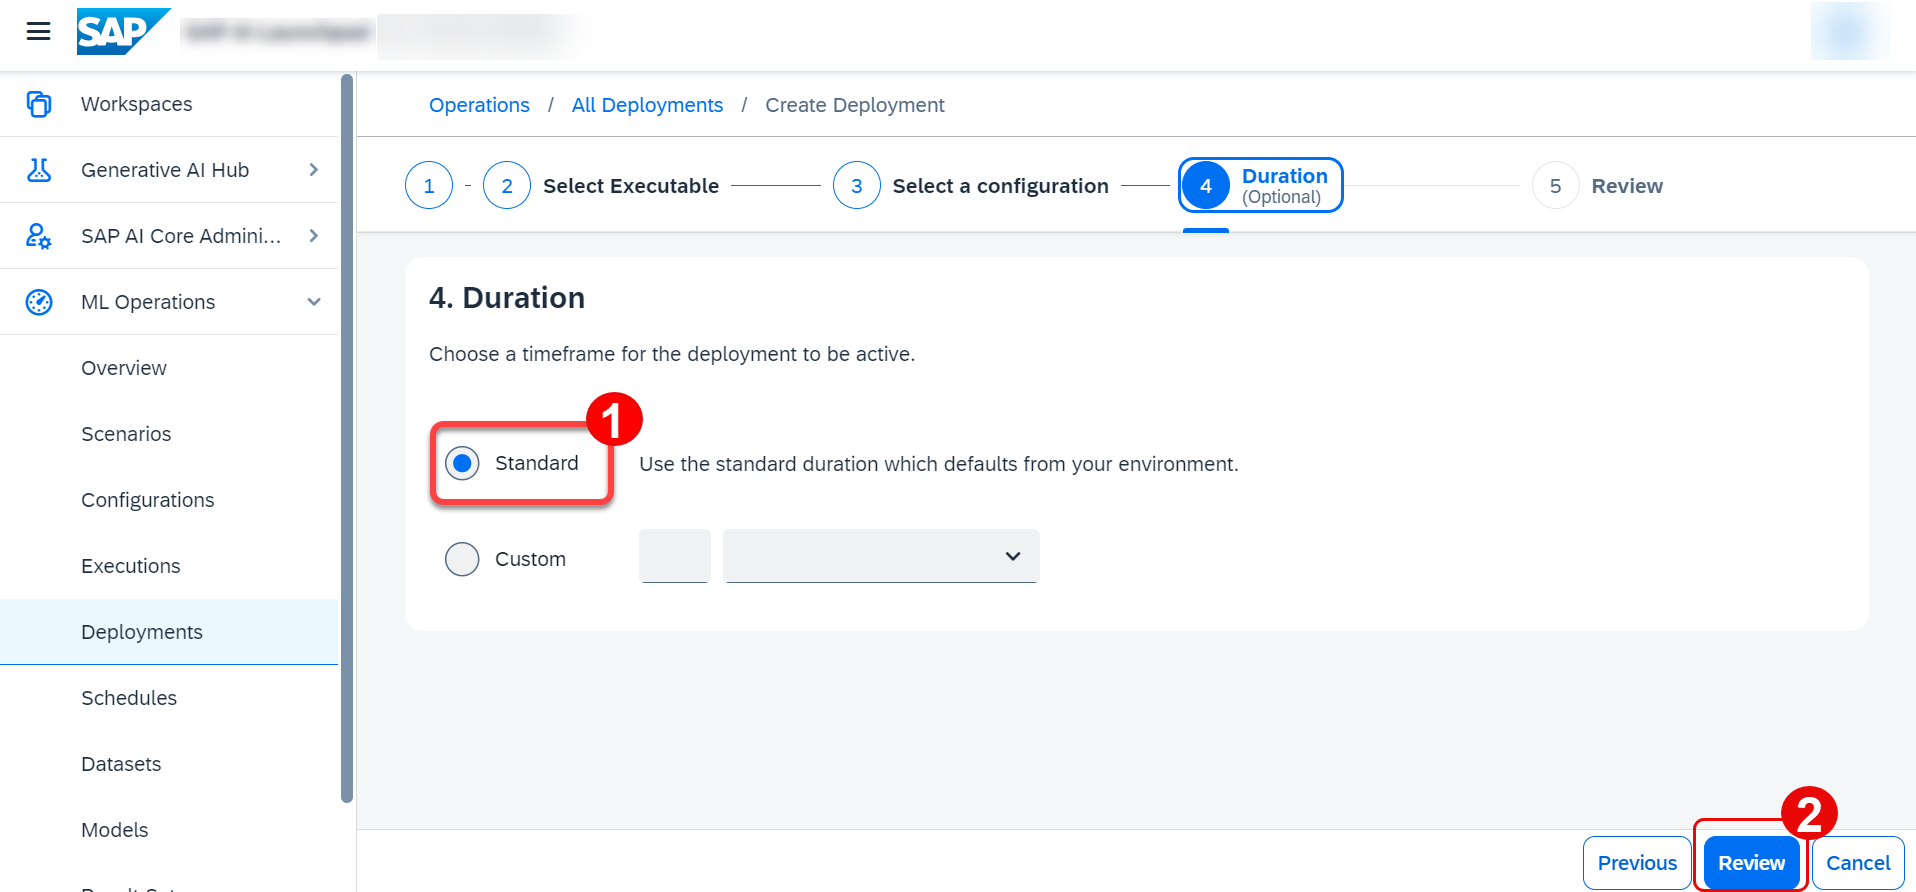 SAP
Workspaces
Generative AI Hub
SAP AI Core Admini...
ML Operations
Overview
Scenarios
Configurations
Executions
Deployments
Schedules
Datasets
Models
Operations / All Deployments / Create Deployment
1 - 2 Select Executable 3 Select a configuration 4 Duration (Optional) 5 Review
4. Duration
Choose a timeframe for the deployment to be active.
1
Standard Use the standard duration which defaults from your environment.
Custom
2
Previous Review Cancel